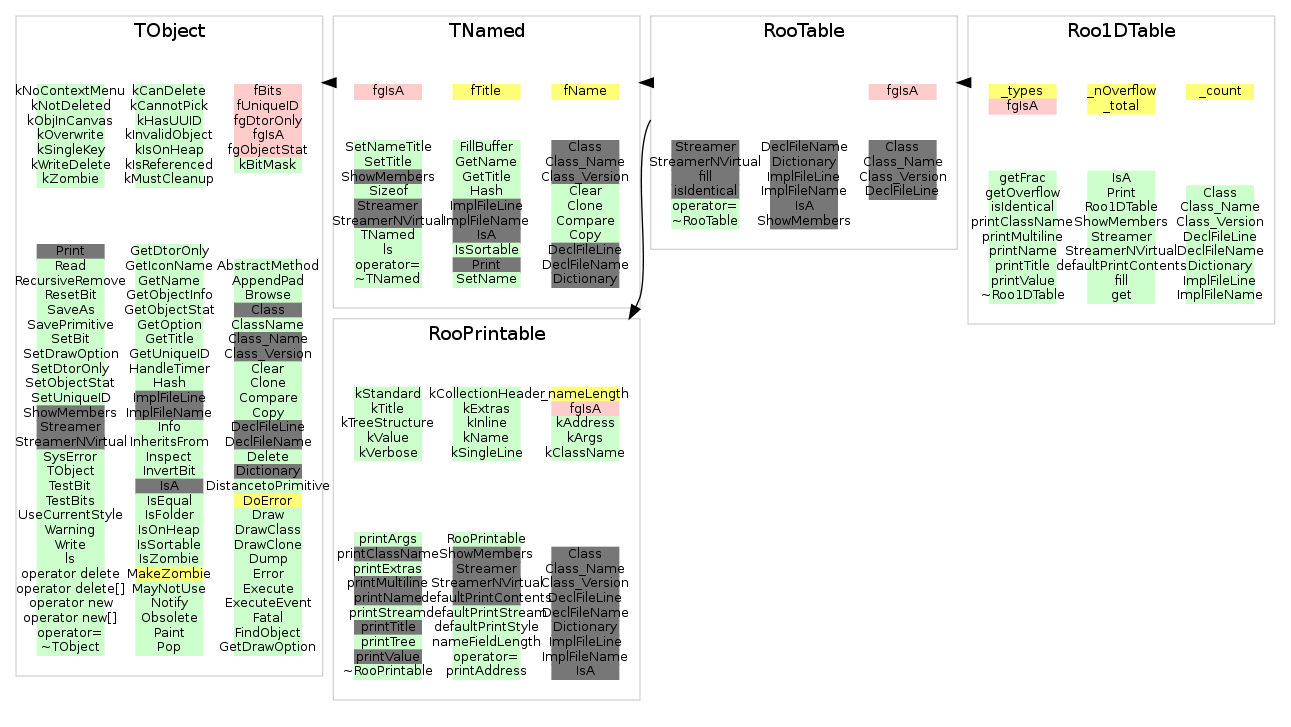 TObject
kNoContextMenu kCanDelete fBits
kNotDeleted kCannotPick fUniqueID
kObjInCanvas kHasUUID fgDtorOnly
kOverwrite kInvalidObject fgIsA
kSingleKey kIsOnHeap fgObjectStat
kWriteDelete kIsReferenced kBitMask
kZombie kMustCleanup
Print GetDtorOnly
Read GetIconName AbstractMethod
RecursiveRemove GetName AppendPad
ResetBit GetObjectInfo Browse
SaveAs GetObjectStat Class
SavePrimitive GetOption ClassName
SetBit GetTitle Class_Name
SetDrawOption GetUniqueID Class_Version
SetDtorOnly HandleTimer Clear
SetObjectStat Hash Clone
SetUniqueID ImplFileLine Compare
ShowMembers ImplFileName Copy
Streamer Info DeclFileLine
StreamerNVirtual InheritsFrom DeclFileName
SysError Inspect Delete
TObject InvertBit Dictionary
TestBit IsA DistancetoPrimitive
TestBits IsEqual DoError
UseCurrentStyle IsFolder Draw
Warning IsOnHeap DrawClass
Write IsSortable DrawClone
ls IsZombie Dump
operator delete MakeZombie Error
operator delete[] MayNotUse Execute
operator new Notify ExecuteEvent
operator new[] Obsolete Fatal
operator= Paint FindObject
~TObject Pop GetDrawOption
TNamed
fgIsA fTitle fName
SetNameTitle FillBuffer Class
SetTitle GetName Class_Name
ShowMembers GetTitle Class_Version
Sizeof Hash Clear
Streamer ImplFileLine Clone
StreamerNVirtual ImplFileName Compare
TNamed IsA Copy
ls IsSortable DeclFileLine
operator= Print DeclFileName
~TNamed SetName Dictionary
RooPrintable
kStandard kCollectionHeader _nameLength
kTitle kExtras fgIsA
kTreeStructure kInline kAddress
kValue kName kArgs
kVerbose kSingleLine kClassName
printArgs RooPrintable
printClassName ShowMembers Class
printExtras Streamer Class_Name
printMultiline StreamerNVirtual Class_Version
printName defaultPrintContents DeclFileLine
printStream defaultPrintStream DeclFileName
printTitle defaultPrintStyle Dictionary
printTree nameFieldLength ImplFileLine
printValue operator= ImplFileName
~RooPrintable printAddress IsA
RooTable
fgIsA
Streamer DeclFileName Class
StreamerNVirtual Dictionary Class_Name
fill ImplFileLine Class_Version
isIdentical ImplFileName DeclFileLine
operator= IsA
~RooTable ShowMembers
Roo1DTable
_types _nOverflow _count
fgIsA _total
getFrac IsA
getOverflow Print Class
isIdentical Roo1DTable Class_Name
printClassName ShowMembers Class_Version
printMultiline Streamer DeclFileLine
printName StreamerNVirtual DeclFileName
printTitle defaultPrintContents Dictionary
printValue fill ImplFileLine
~Roo1DTable get ImplFileName